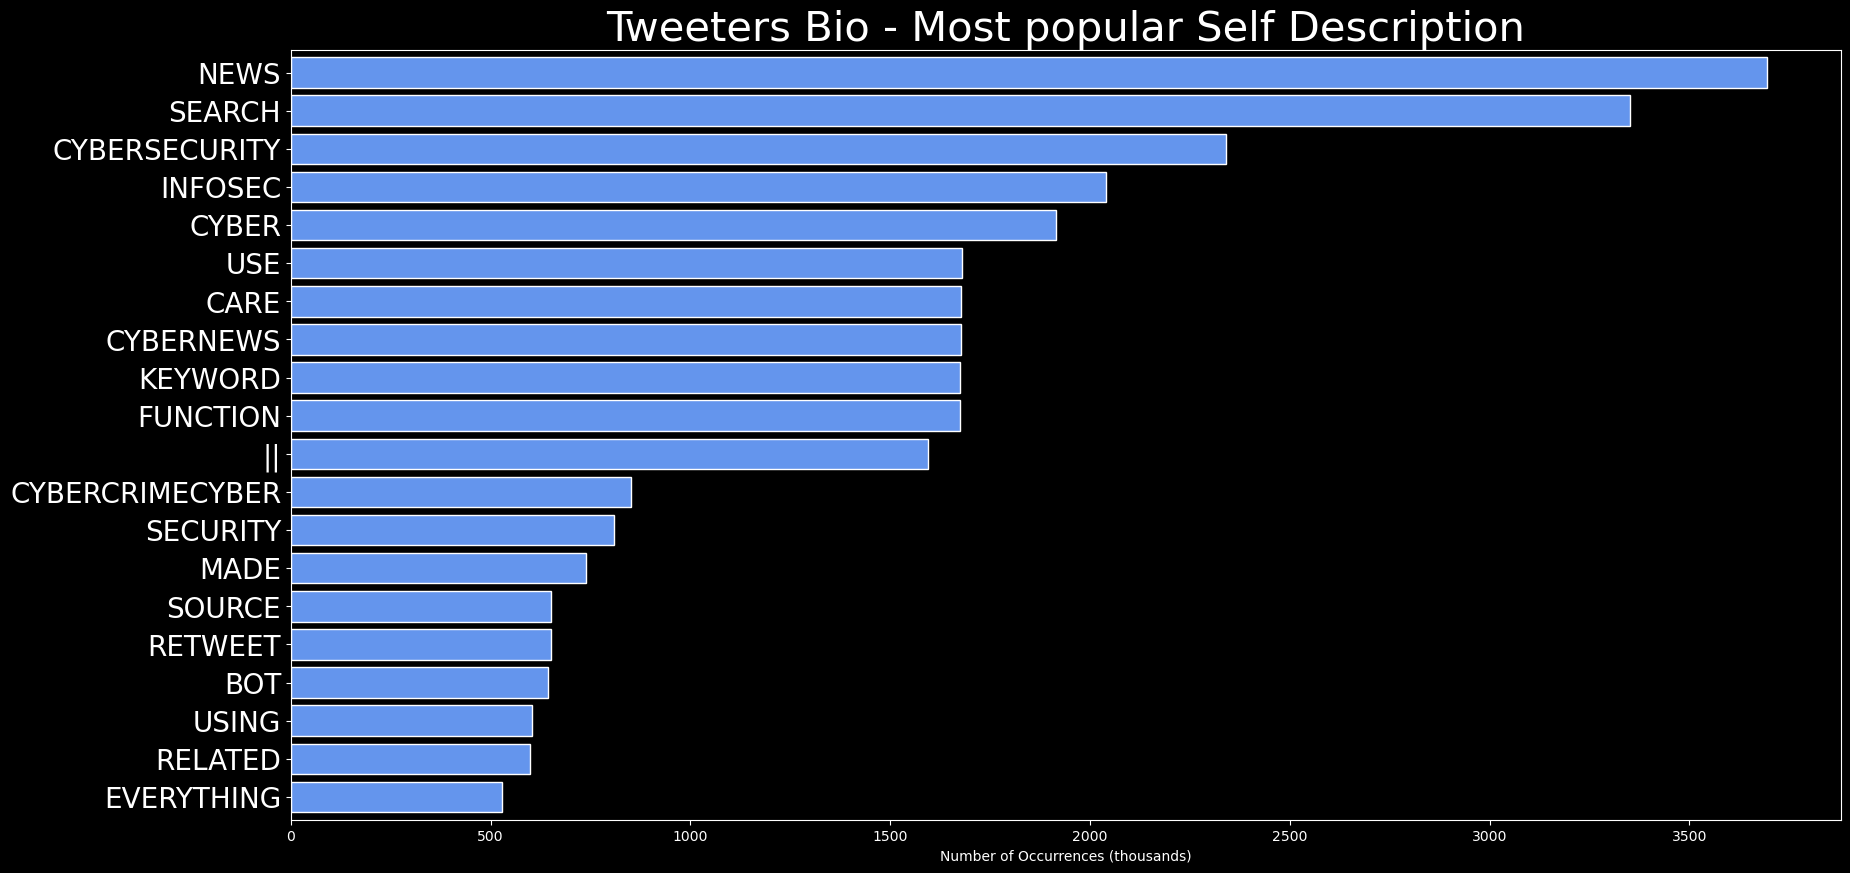 Tweeters Bio - Most popular Self Description
NEWS
SEARCH
CYBERSECURITY
INFOSEC
CYBER
USE
CARE
CYBERNEWS
KEYWORD
FUNCTION
||
CYBERCRIMECYBER
SECURITY
MADE
SOURCE
RETWEET
BOT
USING
RELATED
EVERYTHING
0 500 1000 1500 2000 2500 3000 3500
Number of Occurrences (thousands)